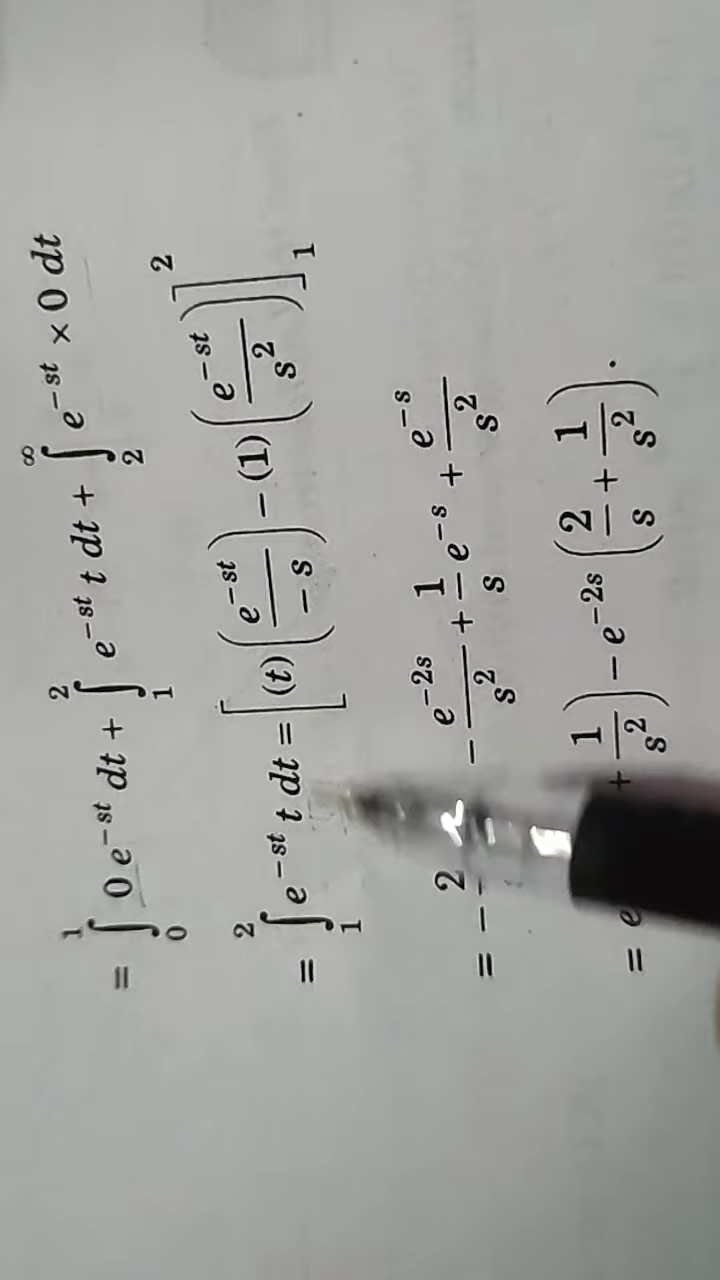 = ∫₀¹ 0 e^{-st} dt + ∫₁² e^{-st} t dt + ∫₂^∞ e^{-st} × 0 dt
= ∫₁² e^{-st} t dt = [(t) (e^{-st}/-s) - (1) (e^{-st}/s²)]₁²
= - 2 - e^{-2s}/s² + 1/s e^{-s} + e^{-s}/s²
= e + 1/s²) - e^{-2s} (2/s + 1/s²).